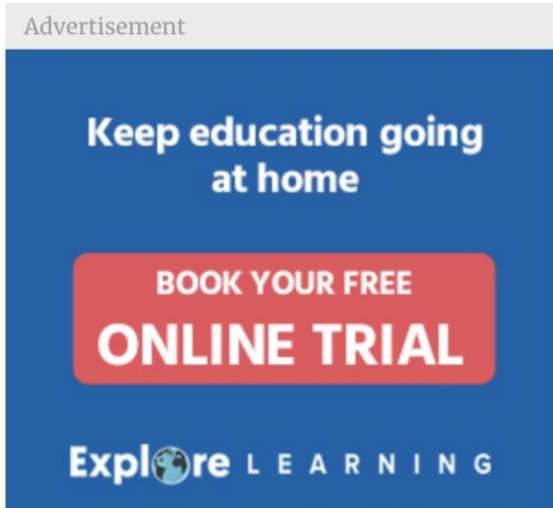 Advertisement
Keep education going
at home
BOOK YOUR FREE
ONLINE TRIAL
Explore LEARNING